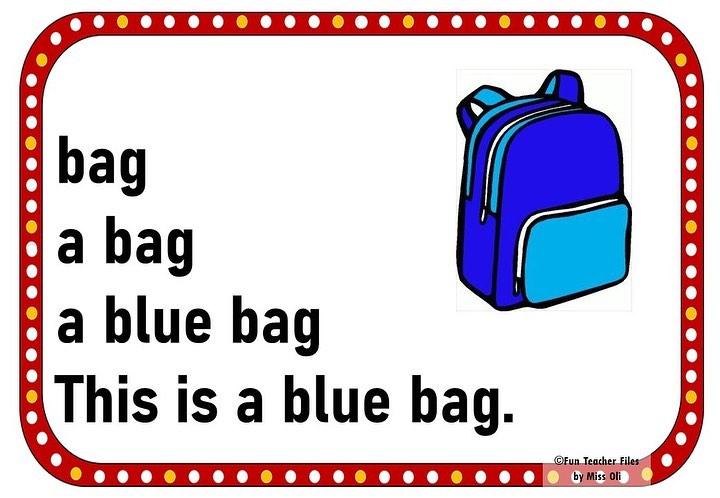 bag
a bag
a blue bag
This is a blue bag.
©Fun Teacher Files
by Miss Oli